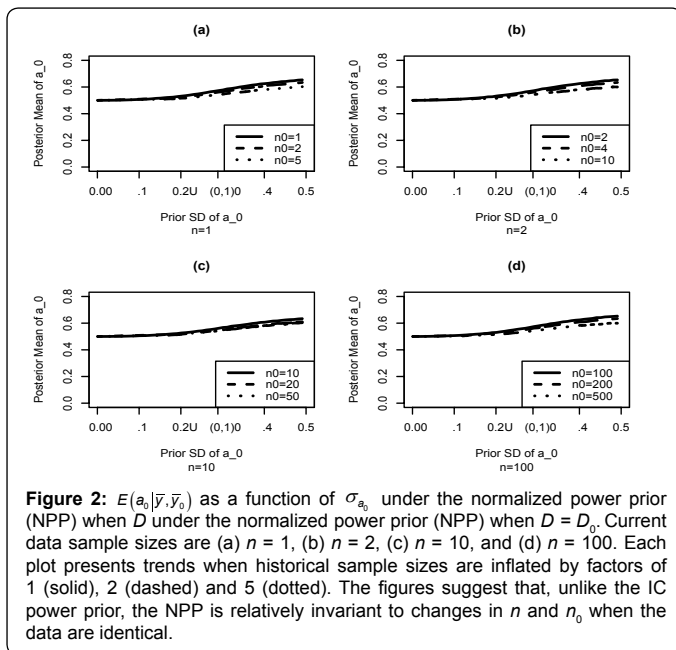 (a)
Posterior Mean of a_0
0.0 0.2 0.4 0.6 0.8
n0=1
n0=2
n0=5
0.00 .1 0.2U (0,1)0 .4 0.5
Prior SD of a_0
n=1
(b)
Posterior Mean of a_0
0.0 0.2 0.4 0.6 0.8
n0=2
n0=4
n0=10
0.00 .1 0.2U (0,1)0 .4 0.5
Prior SD of a_0
n=2
(c)
Posterior Mean of a_0
0.0 0.2 0.4 0.6 0.8
n0=10
n0=20
n0=50
0.00 .1 0.2U (0,1)0 .4 0.5
Prior SD of a_0
n=10
(d)
Posterior Mean of a_0
0.0 0.2 0.4 0.6 0.8
n0=100
n0=200
n0=500
0.00 .1 0.2U (0,1)0 .4 0.5
Prior SD of a_0
n=100
Figure 2: E(a₀|ȳ,ȳ₀) as a function of σ_{a₀} under the normalized power prior
(NPP) when D under the normalized power prior (NPP) when D = D₀. Current
data sample sizes are (a) n = 1, (b) n = 2, (c) n = 10, and (d) n = 100. Each
plot presents trends when historical sample sizes are inflated by factors of
1 (solid), 2 (dashed) and 5 (dotted). The figures suggest that, unlike the IC
power prior, the NPP is relatively invariant to changes in n and n₀ when the
data are identical.